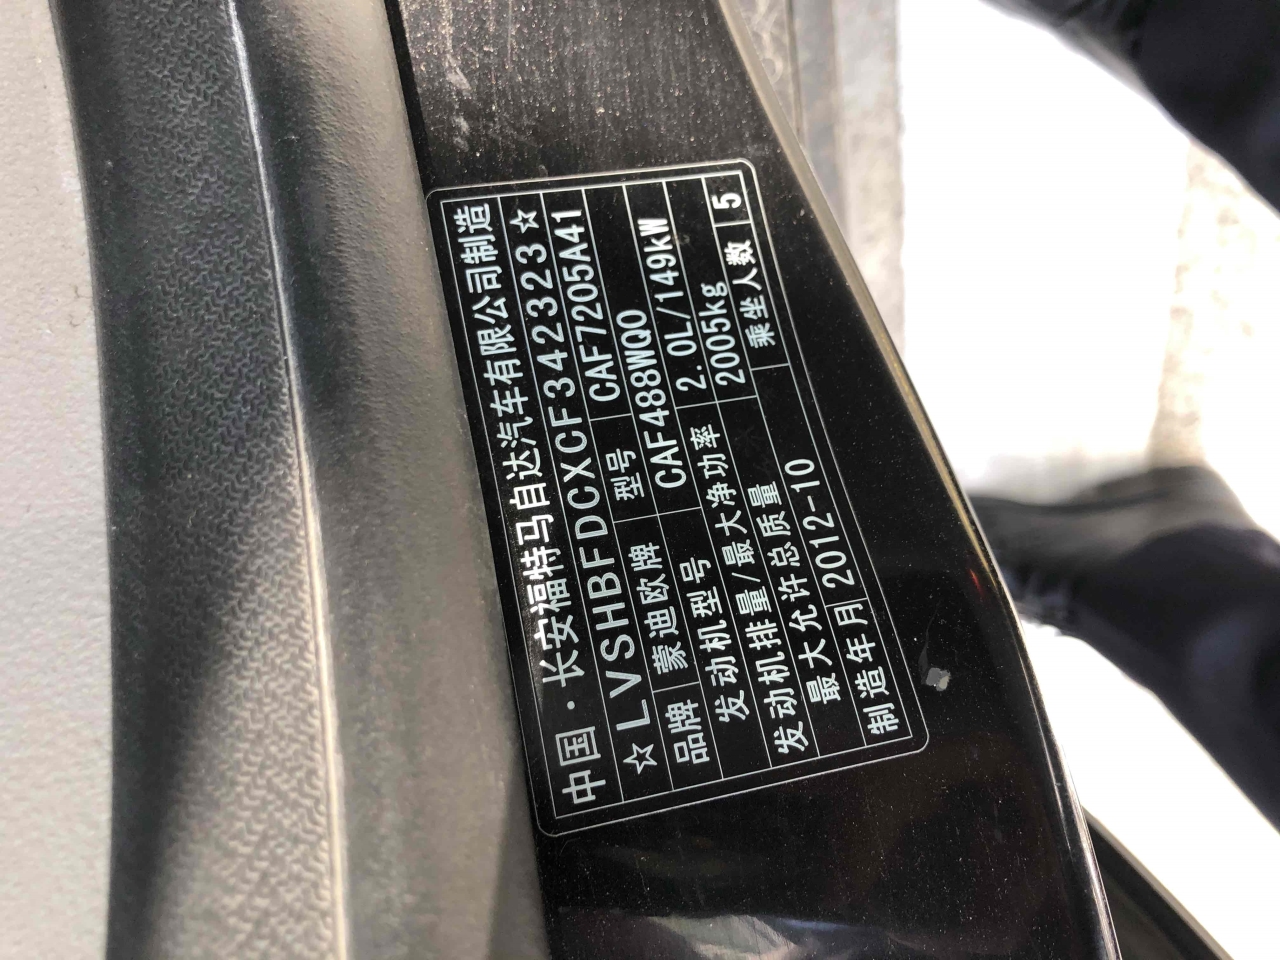 中国·长安福特马自达汽车有限公司制造
☆LVSHBFDCXCF342323☆
品牌 蒙迪欧牌 型号 CAF7205A41
发动机型号 CAF488WQ0
发动机排量/最大净功率 2.0L/149kW
最大允许总质量 2005kg
制造年月 2012-10 乘坐人数 5